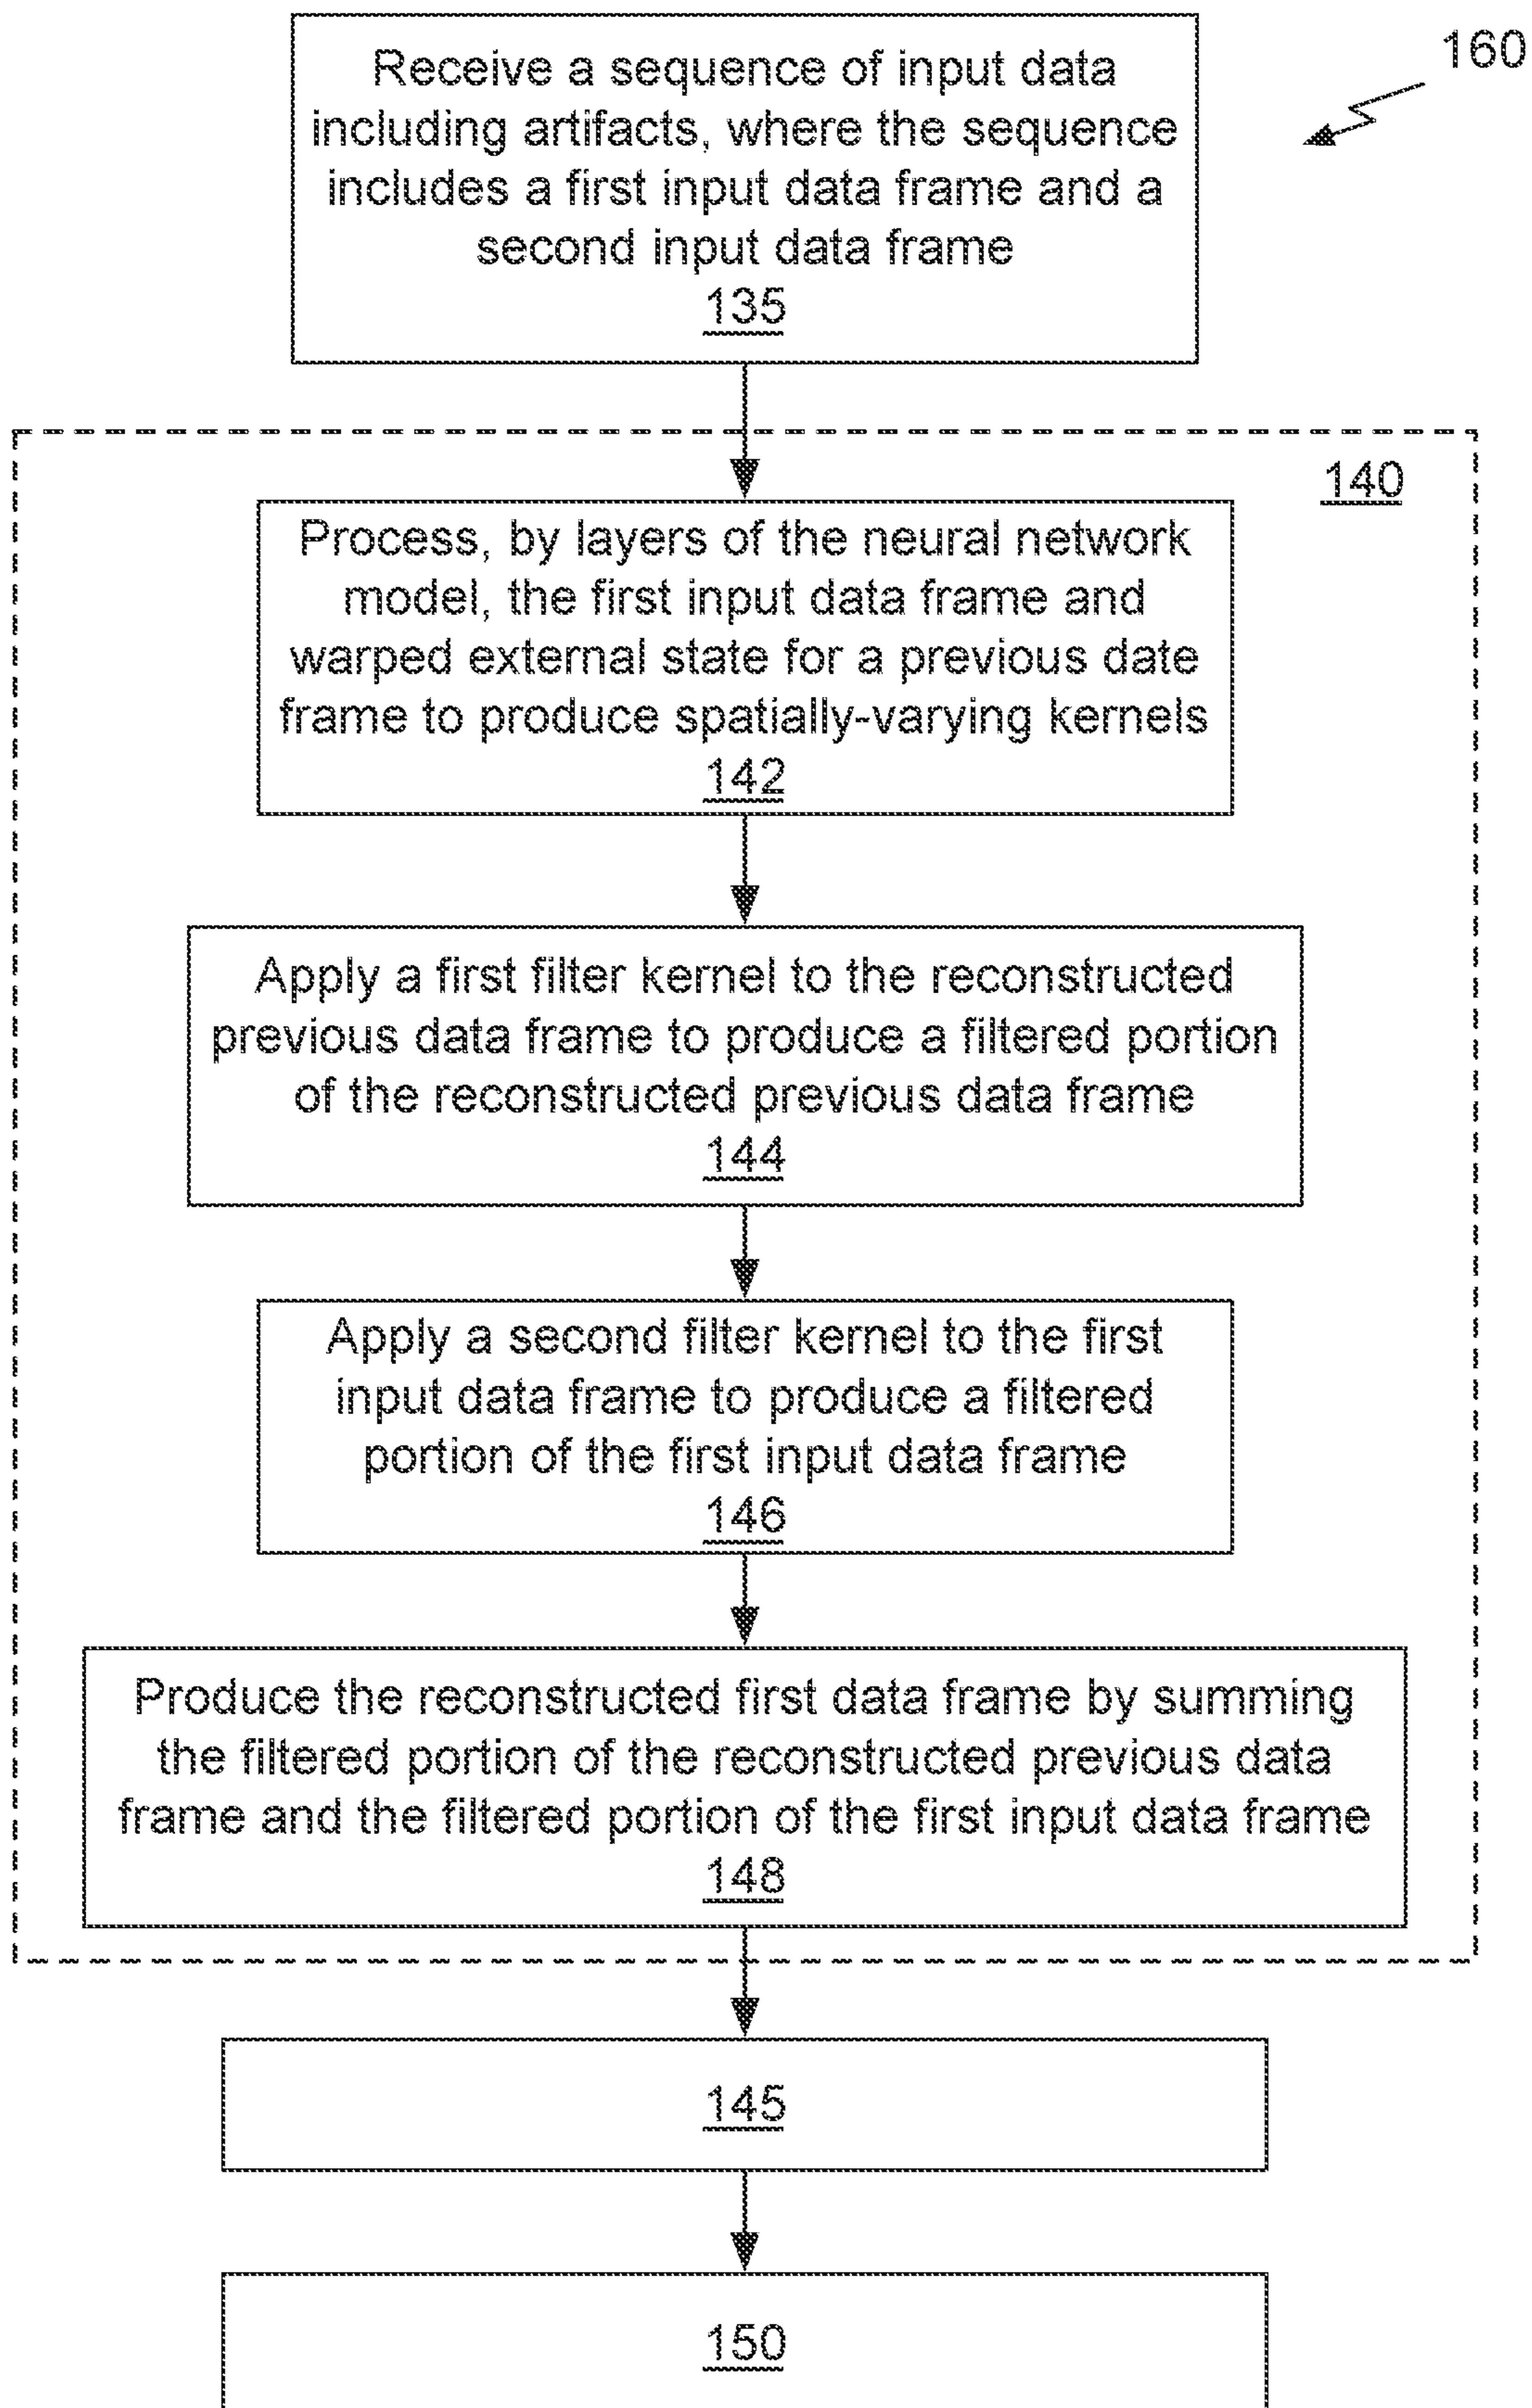 160
Receive a sequence of input data
including artifacts, where the sequence
includes a first input data frame and a
second input data frame
135
140
Process, by layers of the neural network
model, the first input data frame and
warped external state for a previous date
frame to produce spatially-varying kernels
142
Apply a first filter kernel to the reconstructed
previous data frame to produce a filtered portion
of the reconstructed previous data frame
144
Apply a second filter kernel to the first
input data frame to produce a filtered
portion of the first input data frame
146
Produce the reconstructed first data frame by summing
the filtered portion of the reconstructed previous data
frame and the filtered portion of the first input data frame
148
145
150